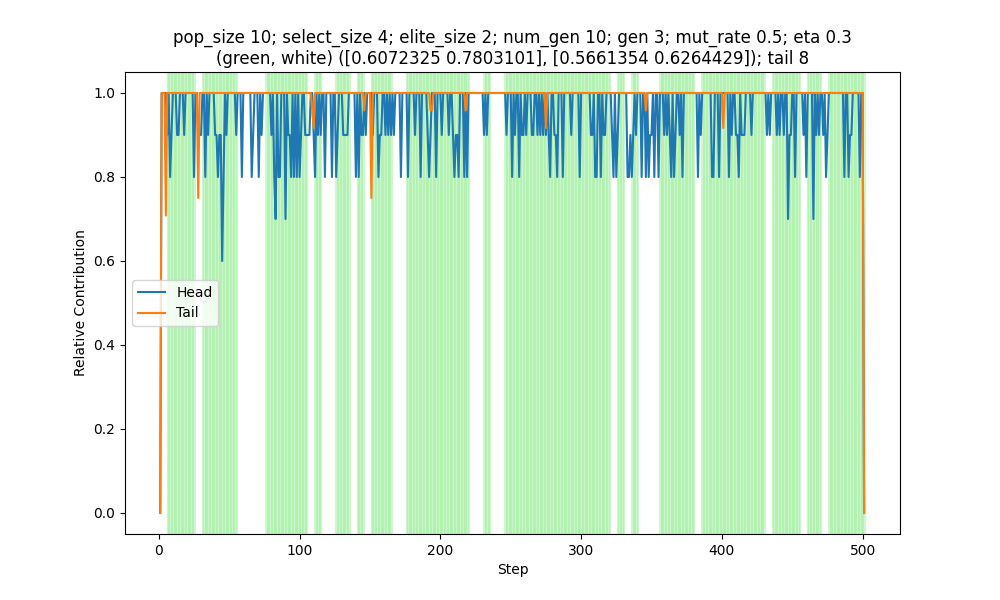 pop_size 10; select_size 4; elite_size 2; num_gen 10; gen 3; mut_rate 0.5; eta 0.3
(green, white) ([0.6072325 0.7803101], [0.5661354 0.6264429]); tail 8
1.0
0.8
0.6
0.4
0.2
0.0
Relative Contribution
Head
Tail
0
100
200
300
400
500
Step